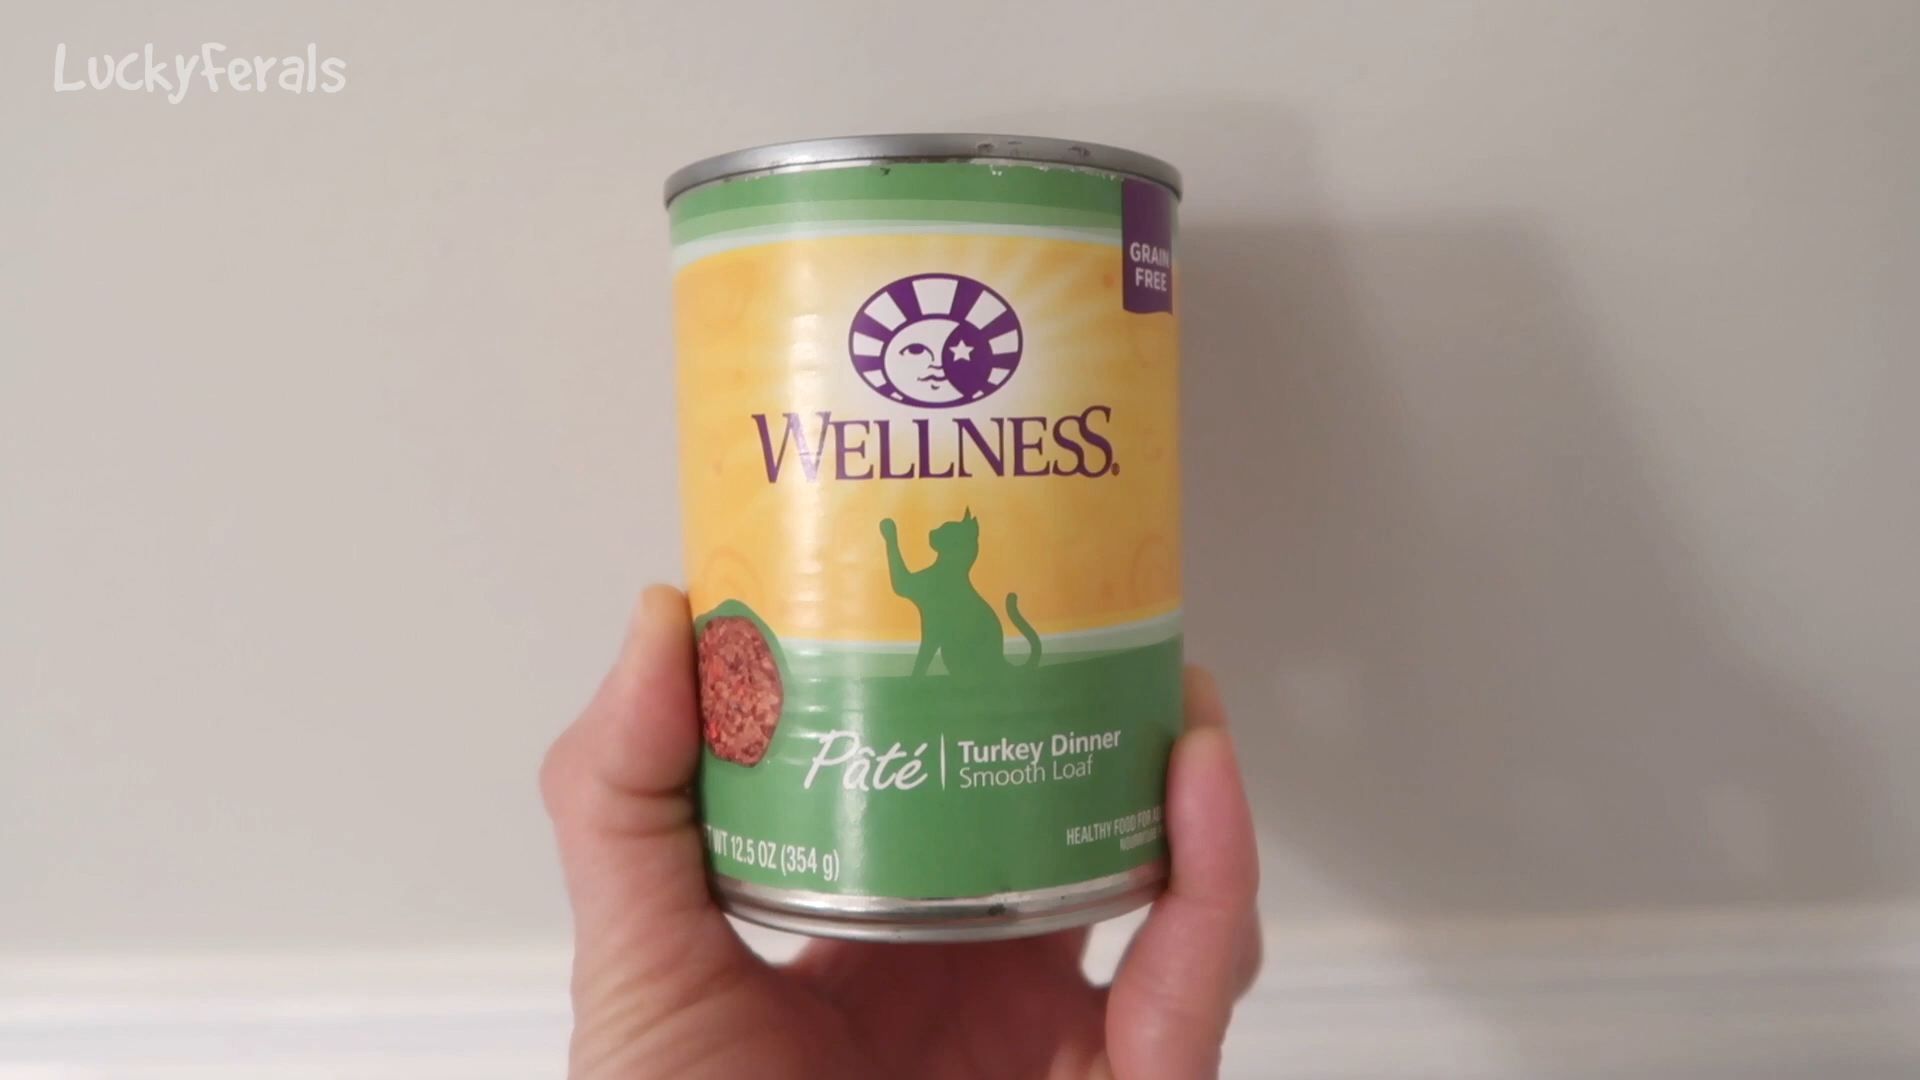 LuckyFerals
GRAIN
FREE
WELLNESS®
Pâté | Turkey Dinner
Smooth Loaf
WT 12.5 OZ (354 g)
HEALTHY FOOD FOR